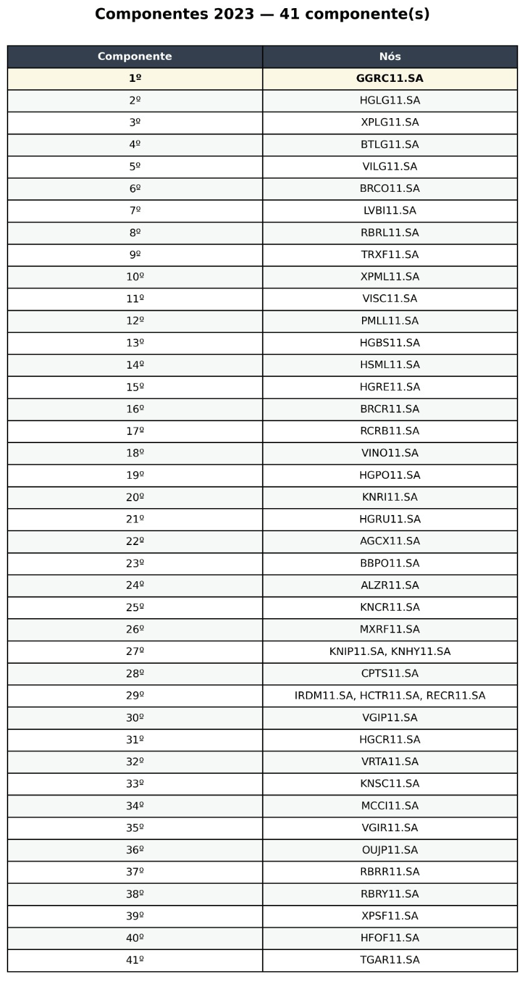 Componentes 2023 — 41 componente(s)
Componente Nós
1º GGRC11.SA
2º HGLG11.SA
3º XPLG11.SA
4º BTLG11.SA
5º VILG11.SA
6º BRCO11.SA
7º LVBI11.SA
8º RBRL11.SA
9º TRXF11.SA
10º XPML11.SA
11º VISC11.SA
12º PMLL11.SA
13º HGBS11.SA
14º HSML11.SA
15º HGRE11.SA
16º BRCR11.SA
17º RCRB11.SA
18º VINO11.SA
19º HGPO11.SA
20º KNRI11.SA
21º HGRU11.SA
22º AGCX11.SA
23º BBPO11.SA
24º ALZR11.SA
25º KNCR11.SA
26º MXRF11.SA
27º KNIP11.SA, KNHY11.SA
28º CPTS11.SA
29º IRDM11.SA, HCTR11.SA, RECR11.SA
30º VGIP11.SA
31º HGCR11.SA
32º VRTA11.SA
33º KNSC11.SA
34º MCCI11.SA
35º VGIR11.SA
36º OUJP11.SA
37º RBRR11.SA
38º RBRY11.SA
39º XPSF11.SA
40º HFOF11.SA
41º TGAR11.SA